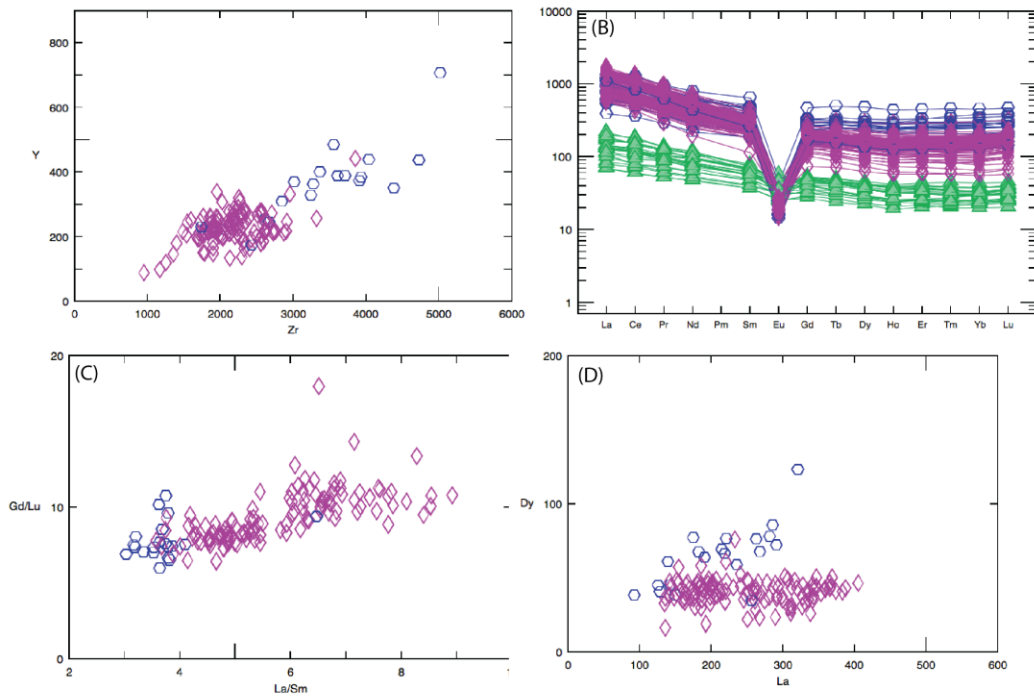 800
600
Y
400
200
0
0 1000 2000 3000 4000 5000 6000
Zr
(B)
10000
1000
100
10
1
La Ce Pr Nd Pm Sm Eu Gd Tb Dy Ho Er Tm Yb Lu
(C)
20
Gd/Lu
10
0
2 4 6 8 1
La/Sm
(D)
200
Dy
100
0
0 100 200 300 400 500 600
La